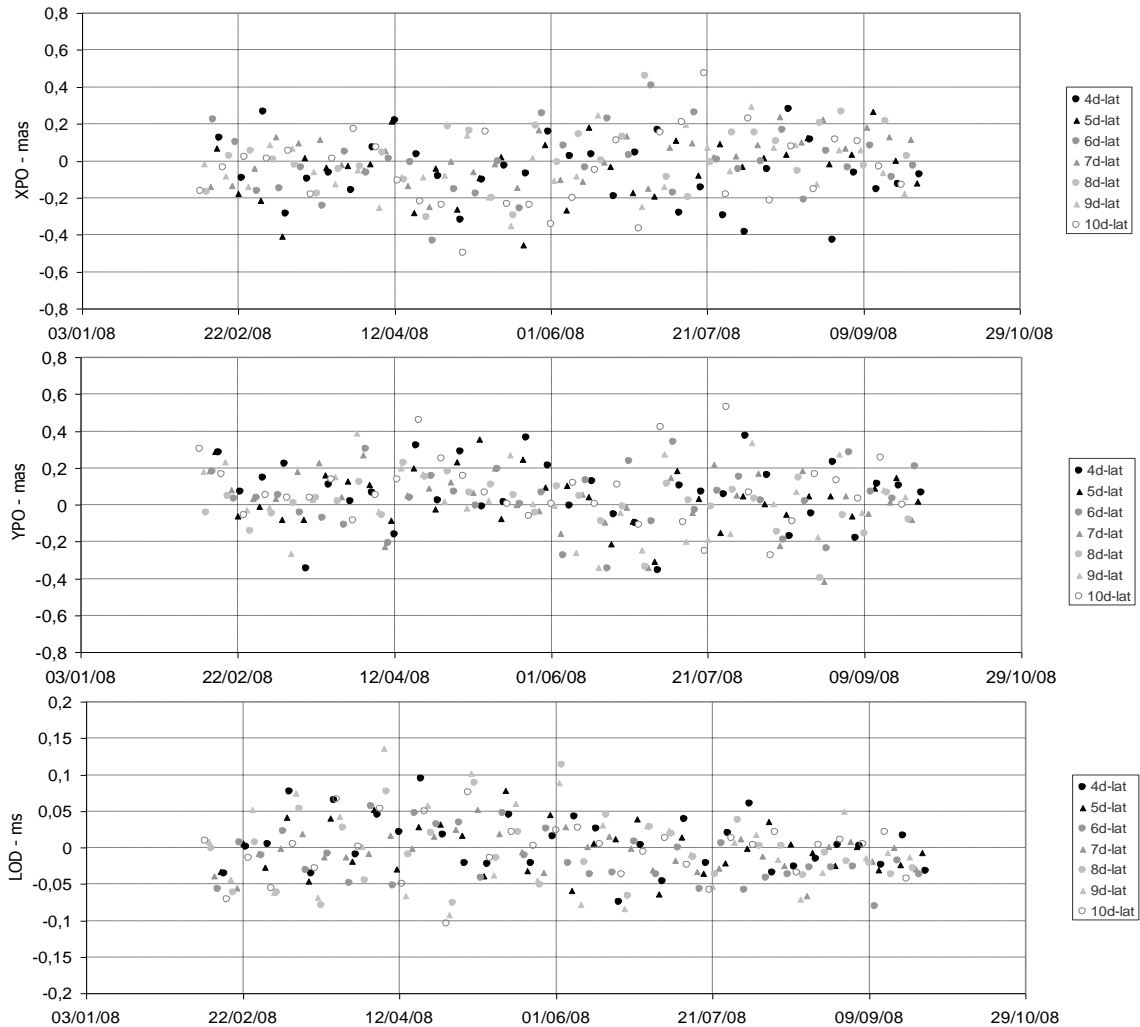 0,8
0,6
0,4
0,2
0
-0,2
-0,4
-0,6
-0,8
XPO - mas
03/01/08 22/02/08 12/04/08 01/06/08 21/07/08 09/09/08 29/10/08
4d-lat
5d-lat
6d-lat
7d-lat
8d-lat
9d-lat
10d-lat
0,8
0,6
0,4
0,2
0
-0,2
-0,4
-0,6
-0,8
YPO - mas
03/01/08 22/02/08 12/04/08 01/06/08 21/07/08 09/09/08 29/10/08
4d-lat
5d-lat
6d-lat
7d-lat
8d-lat
9d-lat
10d-lat
0,2
0,15
0,1
0,05
0
-0,05
-0,1
-0,15
-0,2
LOD - ms
03/01/08 22/02/08 12/04/08 01/06/08 21/07/08 09/09/08 29/10/08
4d-lat
5d-lat
6d-lat
7d-lat
8d-lat
9d-lat
10d-lat